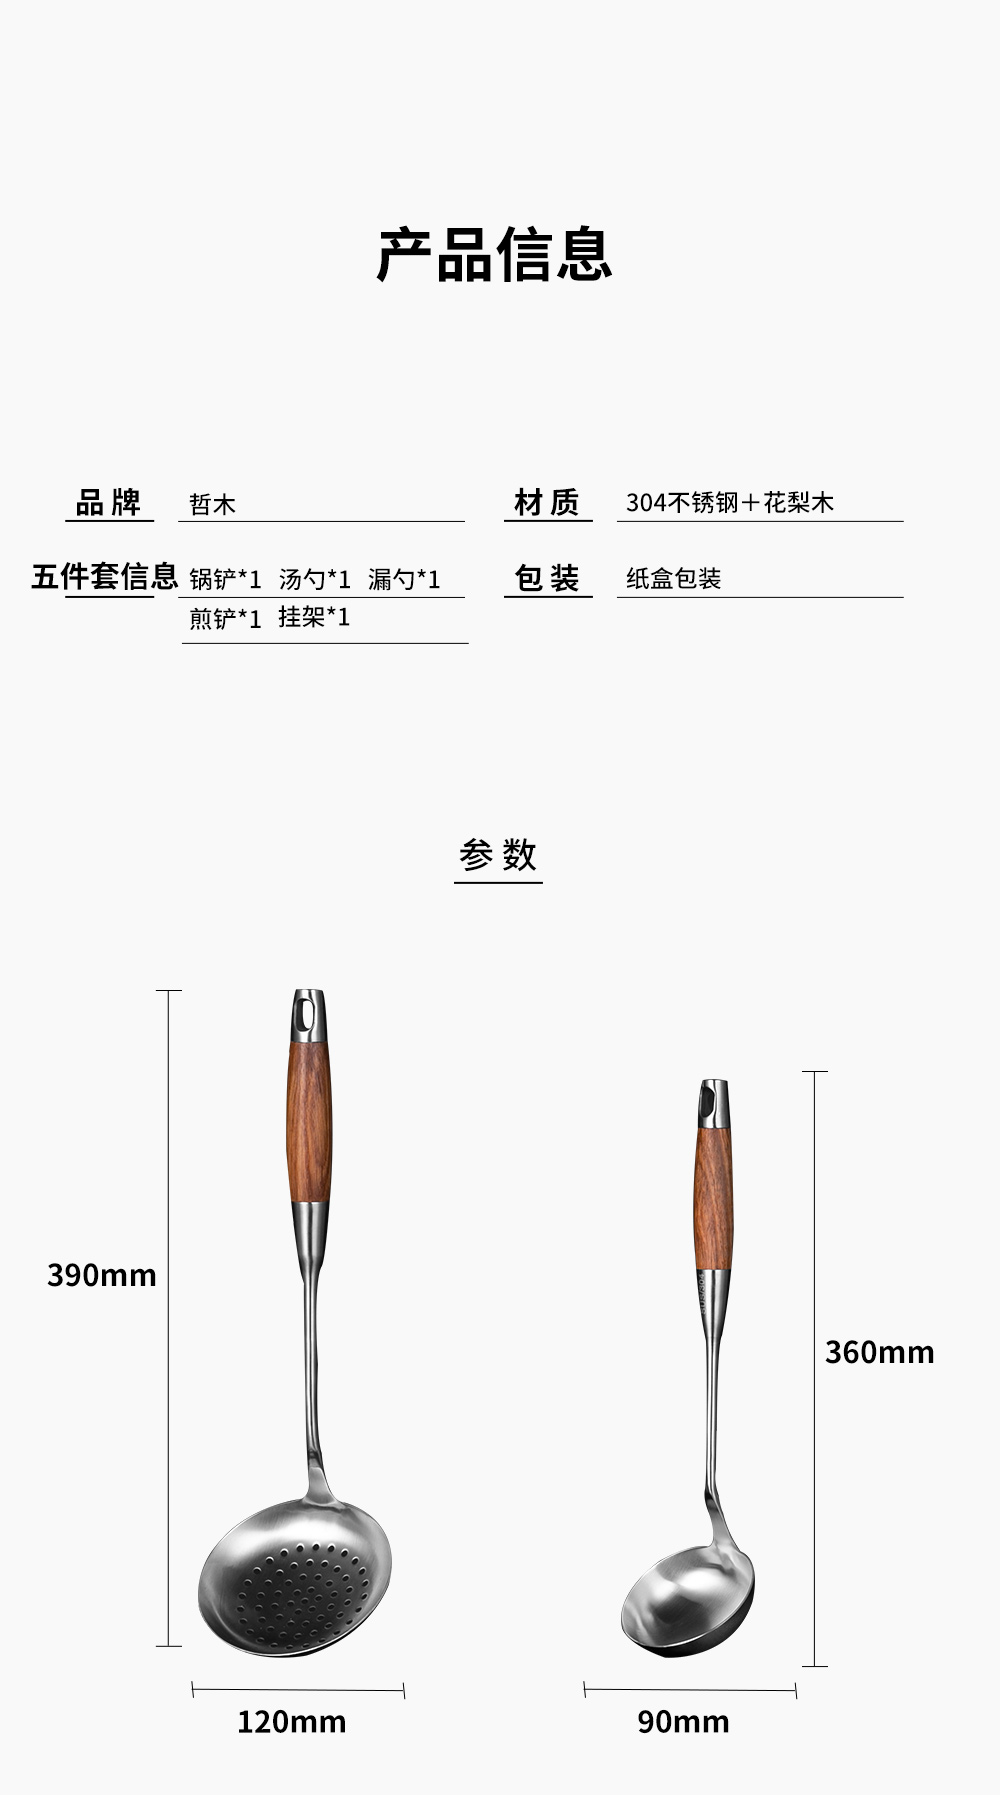 产品信息
品牌 哲木
材质 304不锈钢+花梨木
五件套信息 锅铲*1 汤勺*1 漏勺*1
煎铲*1 挂架*1
包装 纸盒包装
参数
390mm
360mm
120mm
90mm